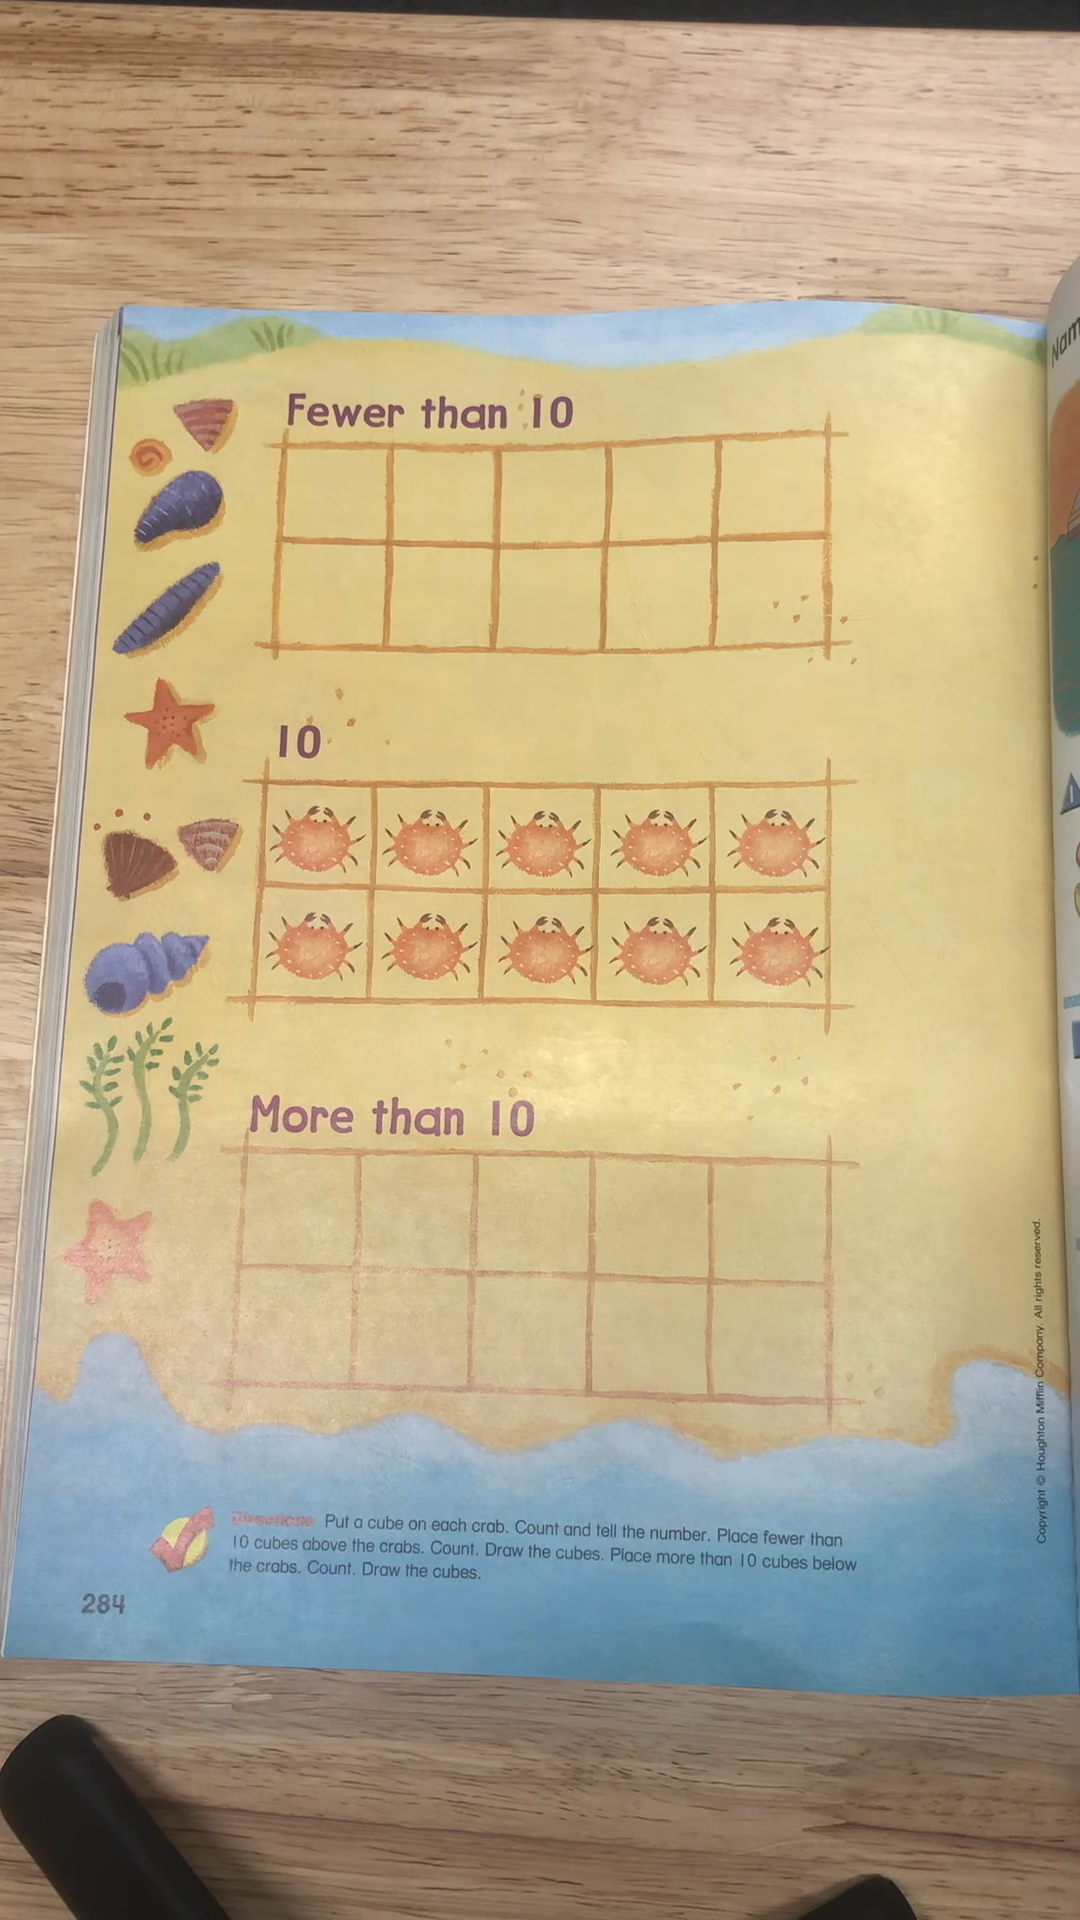 Fewer than 10
10
More than 10
Directions Put a cube on each crab. Count and tell the number. Place fewer than
10 cubes above the crabs. Count. Draw the cubes. Place more than 10 cubes below
the crabs. Count. Draw the cubes.
284
Copyright © Houghton Mifflin Company. All rights reserved.
Nam